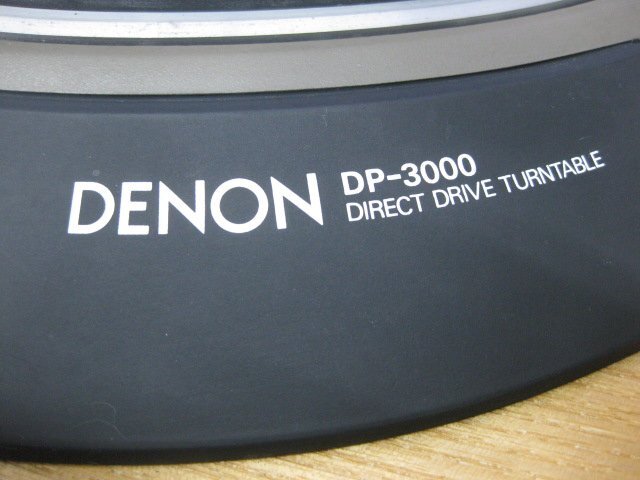 DENON
DP-3000
DIRECT DRIVE TURNTABLE